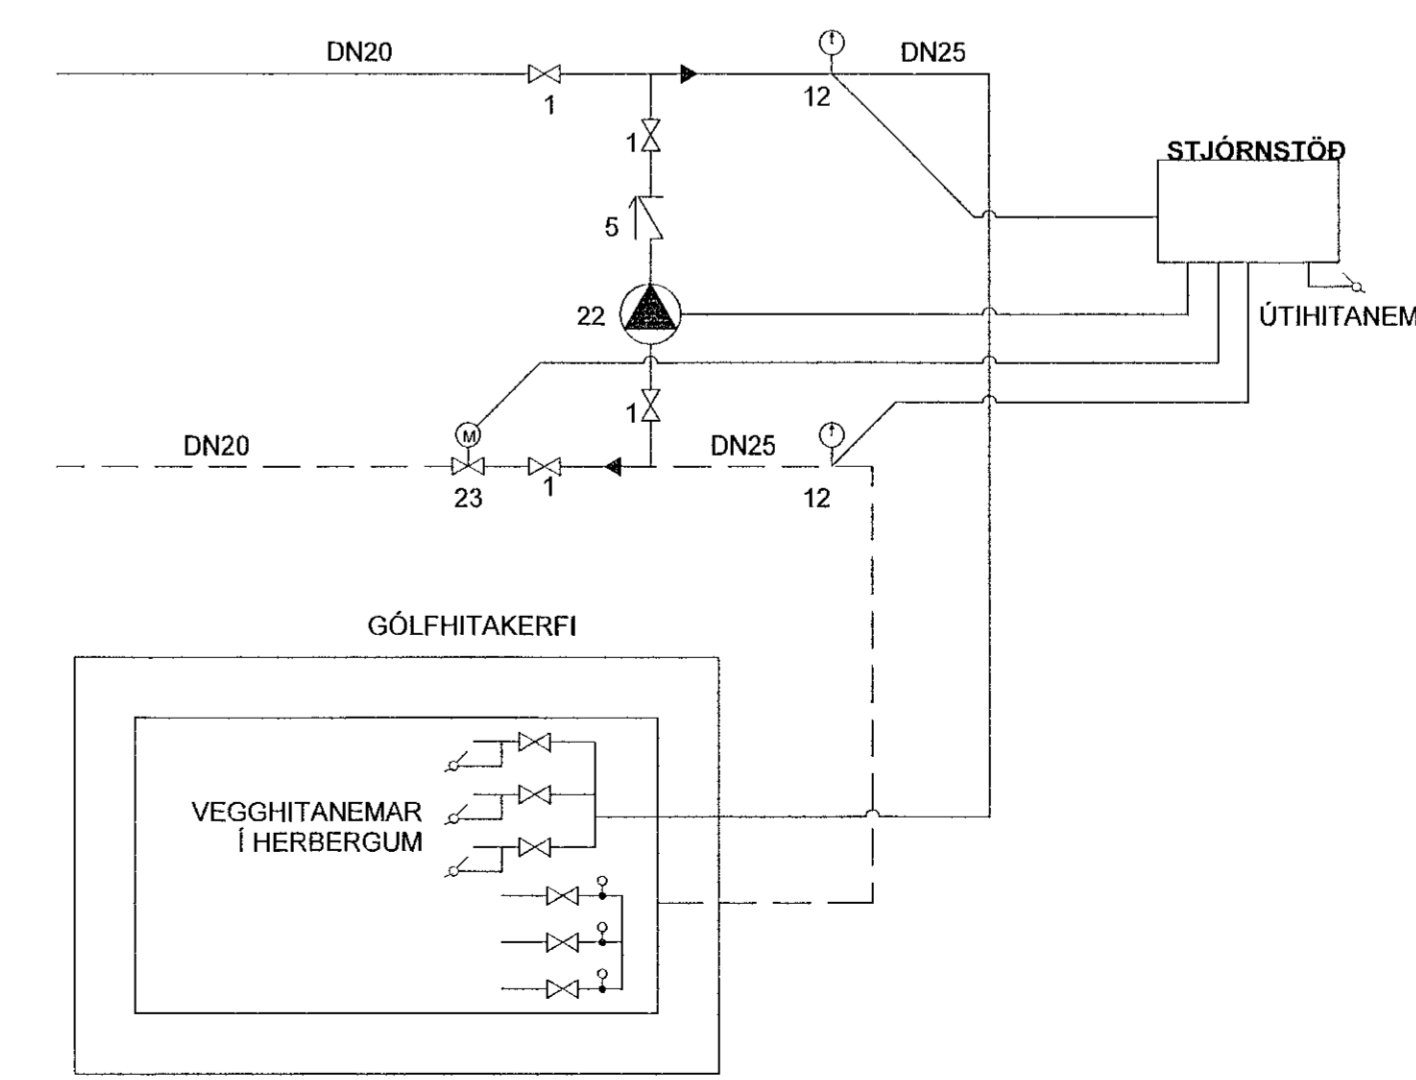 DN20
DN25
1
12
1
STJÓRNSTÖÐ
5
22
ÚTIHITANEM
1
M
DN20
DN25
23
1
12
GÓLFHITAKERFI
VEGGHITANEMAR
Í HERBERGUM